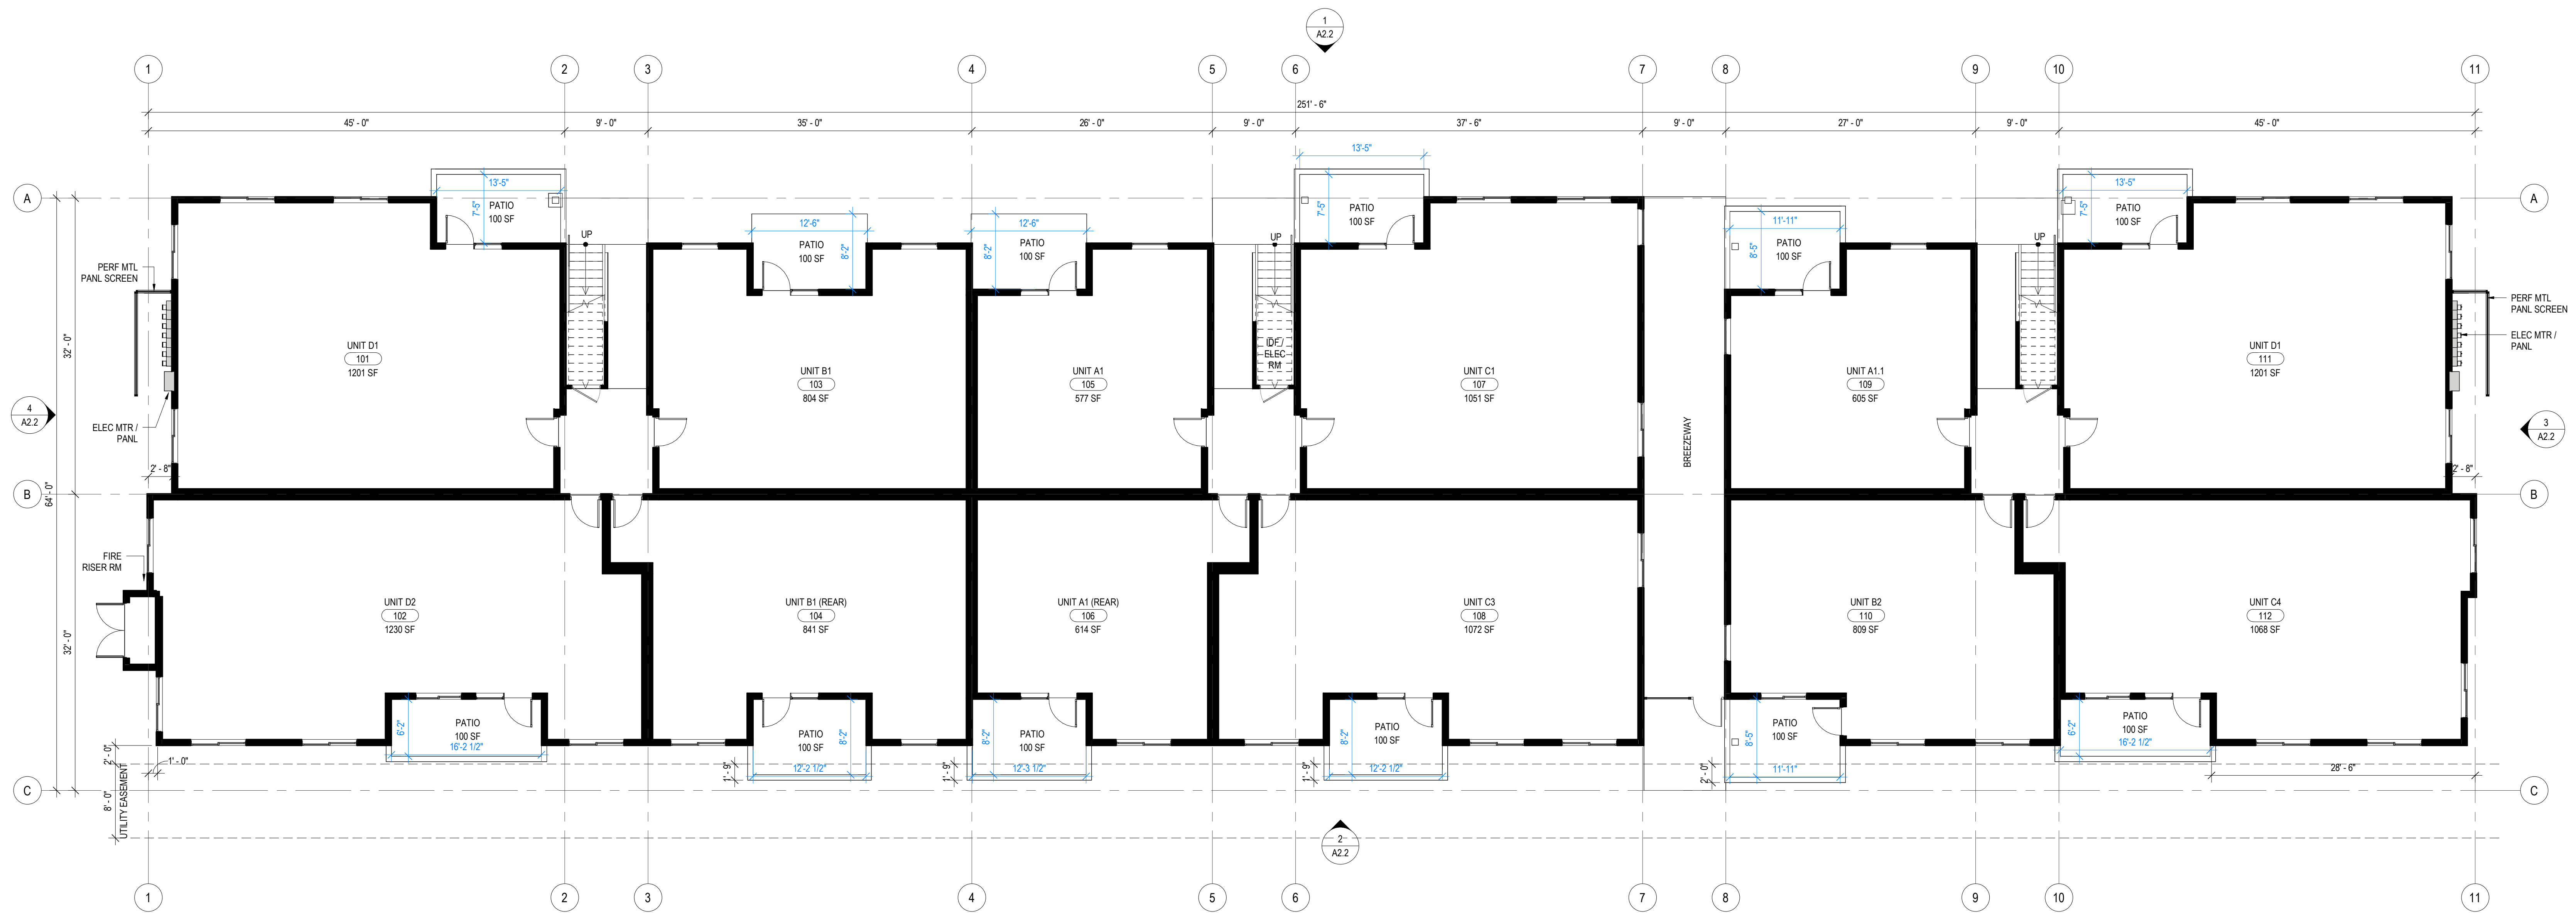 1
A2.2
1
2
3
4
5
6
7
8
9
10
11
251' - 6"
45' - 0"
9' - 0"
35' - 0"
26' - 0"
9' - 0"
37' - 6"
9' - 0"
27' - 0"
9' - 0"
45' - 0"
A
A
13'-5"
7'-5"
PATIO
100 SF
12'-6"
8'-2"
PATIO
100 SF
12'-6"
8'-2"
PATIO
100 SF
13'-5"
7'-5"
PATIO
100 SF
11'-11"
8'-5"
PATIO
100 SF
13'-5"
7'-5"
PATIO
100 SF
UP
UP
UP
PERF MTL
PANL SCREEN
PERF MTL
PANL SCREEN
ELEC MTR /
PANL
ELEC MTR /
PANL
32' - 0"
64' - 0"
32' - 0"
UNIT D1
101
1201 SF
UNIT B1
103
804 SF
UNIT A1
105
577 SF
IDF /
ELEC
RM
UNIT C1
107
1051 SF
BREEZEWAY
UNIT A1.1
109
605 SF
UNIT D1
111
1201 SF
4
A2.2
3
A2.2
2' - 8"
2' - 8"
B
B
FIRE
RISER RM
UNIT D2
102
1230 SF
UNIT B1 (REAR)
104
841 SF
UNIT A1 (REAR)
106
614 SF
UNIT C3
108
1072 SF
UNIT B2
110
809 SF
UNIT C4
112
1068 SF
6'-2"
PATIO
100 SF
16'-2 1/2"
PATIO
100 SF
8'-2"
12'-2 1/2"
8'-2"
PATIO
100 SF
12'-3 1/2"
8'-2"
PATIO
100 SF
12'-2 1/2"
8'-5"
PATIO
100 SF
11'-11"
6'-2"
PATIO
100 SF
16'-2 1/2"
2' - 0"
1' - 0"
1' - 9"
1' - 9"
1' - 9"
2' - 0"
28' - 6"
8' - 0"
UTILITY EASEMENT
C
C
2
A2.2
1
2
3
4
5
6
7
8
9
10
11